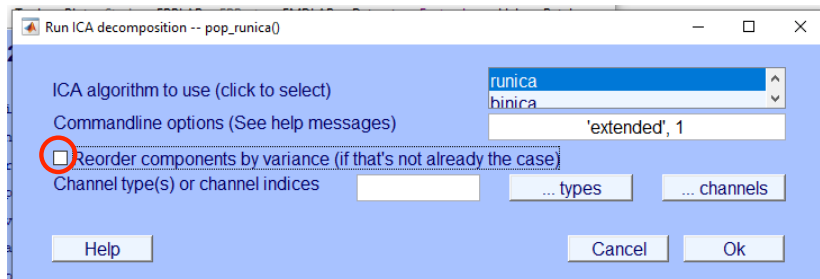 Run ICA decomposition -- pop_runica()
ICA algorithm to use (click to select)
runica
binica
Commandline options (See help messages)
'extended', 1
Reorder components by variance (if that's not already the case)
Channel type(s) or channel indices
... types
... channels
Help
Cancel
Ok